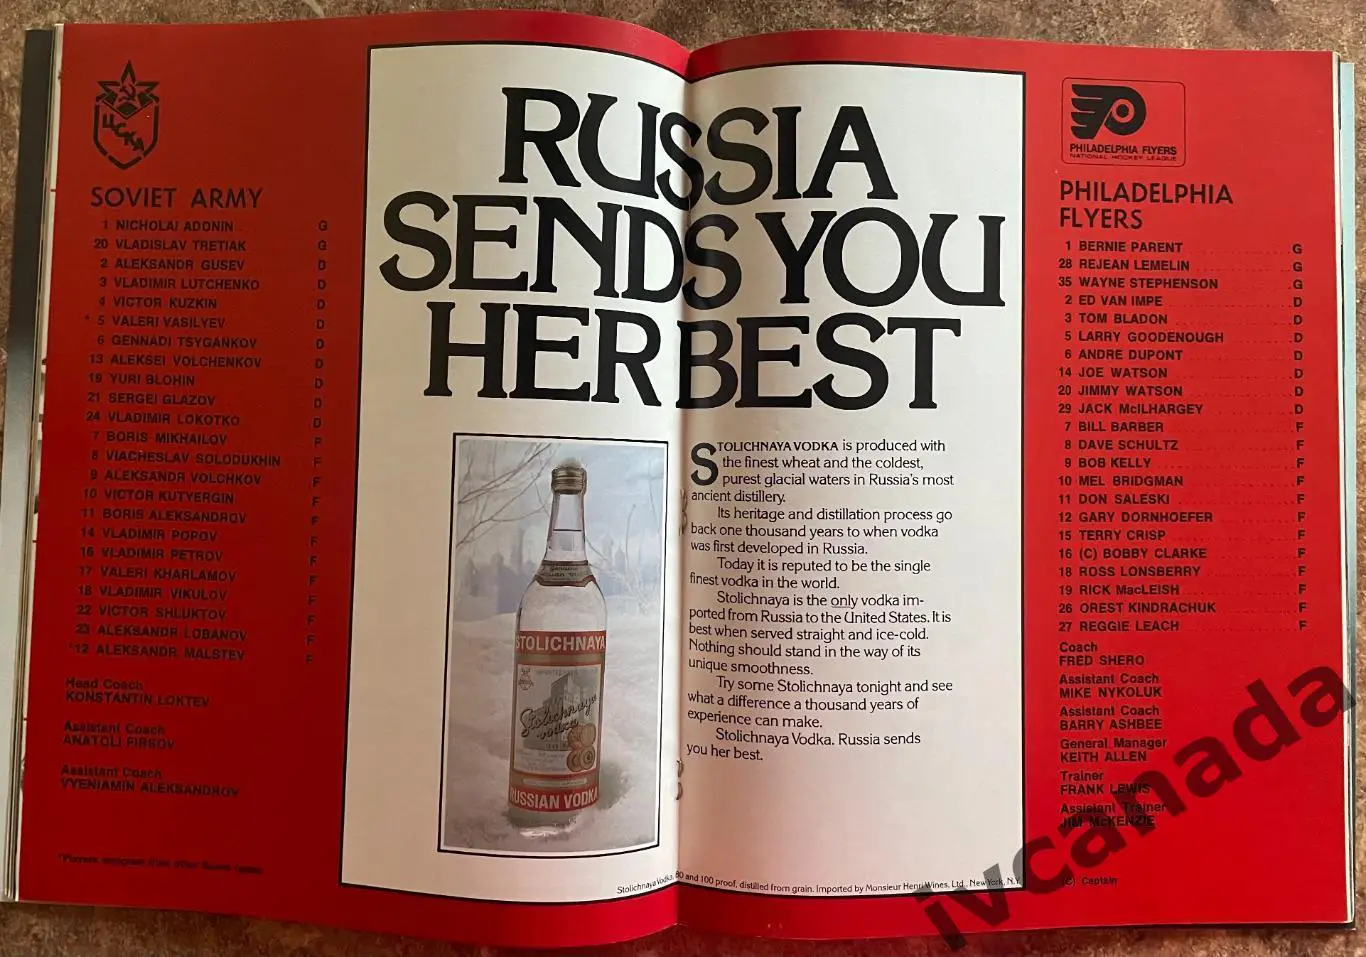 ЦСКА
SOVIET ARMY
1 NICHOLAI ADONIN G
20 VLADISLAV TRETIAK G
2 ALEKSANDR GUSEV D
3 VLADIMIR LUTCHENKO D
4 VICTOR KUZKIN D
* 5 VALERI VASILYEV D
6 GENNADI TSYGANKOV D
13 ALEKSEI VOLCHENKOV D
19 YURI BLOHIN D
21 SERGEI GLAZOV D
24 VLADIMIR LOKOTKO D
7 BORIS MIKHAILOV F
8 VIACHESLAV SOLODUKHIN F
9 ALEKSANDR VOLCHKOV F
10 VICTOR KUTYERGIN F
11 BORIS ALEKSANDROV F
14 VLADIMIR POPOV F
16 VLADIMIR PETROV F
17 VALERI KHARLAMOV F
18 VLADIMIR VIKULOV F
22 VICTOR SHLUKTOV F
23 ALEKSANDR LOBANOV F
*12 ALEKSANDR MALSTEV F
Head Coach
KONSTANTIN LOKTEV
Assistant Coach
ANATOLI FIRSOV
Assistant Coach
VYENIAMIN ALEKSANDROV
RUSSIA
SENDS YOU
HER BEST
STOLICHNAYA
Stolichnaya
vodka
RUSSIAN VODKA
STOLICHNAYA VODKA is produced with
the finest wheat and the coldest,
purest glacial waters in Russia's most
ancient distillery.
Its heritage and distillation process go
back one thousand years to when vodka
was first developed in Russia.
Today it is reputed to be the single
finest vodka in the world.
Stolichnaya is the only vodka im-
ported from Russia to the United States. It is
best when served straight and ice-cold.
Nothing should stand in the way of its
unique smoothness.
Try some Stolichnaya tonight and see
what a difference a thousand years of
experience can make.
Stolichnaya Vodka. Russia sends
you her best.
Stolichnaya Vodka, 80 and 100 proof, distilled from grain. Imported by Monsieur Henri Wines, Ltd., New York, N.Y.
PHILADELPHIA FLYERS
NATIONAL HOCKEY LEAGUE
PHILADELPHIA
FLYERS
1 BERNIE PARENT G
28 REJEAN LEMELIN G
35 WAYNE STEPHENSON G
2 ED VAN IMPE D
3 TOM BLADON D
5 LARRY GOODENOUGH D
6 ANDRE DUPONT D
14 JOE WATSON D
20 JIMMY WATSON D
29 JACK McILHARGEY D
7 BILL BARBER F
8 DAVE SCHULTZ F
9 BOB KELLY F
10 MEL BRIDGMAN F
11 DON SALESKI F
12 GARY DORNHOEFER F
15 TERRY CRISP F
16 (C) BOBBY CLARKE F
18 ROSS LONSBERRY F
19 RICK MacLEISH F
26 OREST KINDRACHUK F
27 REGGIE LEACH F
Coach
FRED SHERO
Assistant Coach
MIKE NYKOLUK
Assistant Coach
BARRY ASHBEE
General Manager
KEITH ALLEN
Trainer
FRANK LEWIS
Assistant Trainer
JIM McKENZIE
(C) Captain
ivcanada